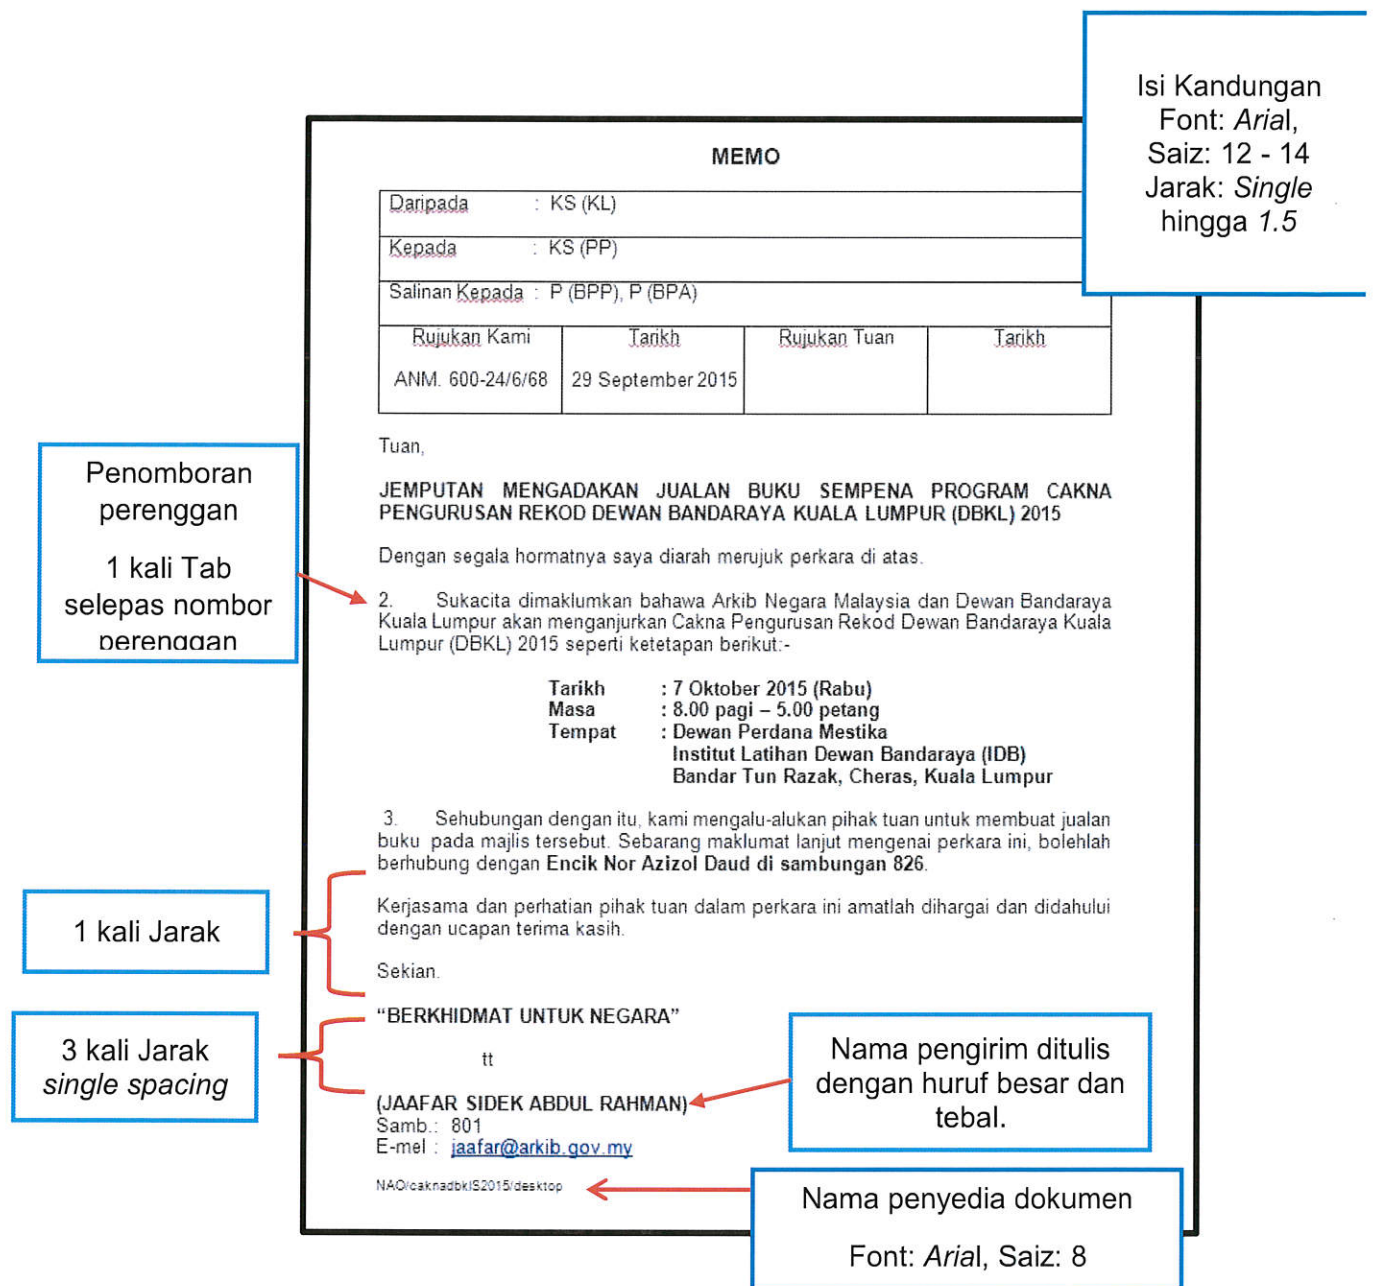 Isi Kandungan
Font: Arial,
Saiz: 12 - 14
Jarak: Single
hingga 1.5
MEMO
Daripada : KS (KL)
Kepada : KS (PP)
Salinan Kepada : P (BPP), P (BPA)
Rujukan Kami Tarikh Rujukan Tuan Tarikh
ANM. 600-24/6/68 29 September 2015
Tuan,
JEMPUTAN MENGADAKAN JUALAN BUKU SEMPENA PROGRAM CAKNA
PENGURUSAN REKOD DEWAN BANDARAYA KUALA LUMPUR (DBKL) 2015
Dengan segala hormatnya saya diarah merujuk perkara di atas.
Penomboran
perenggan
1 kali Tab
selepas nombor
perenggan
2. Sukacita dimaklumkan bahawa Arkib Negara Malaysia dan Dewan Bandaraya
Kuala Lumpur akan menganjurkan Cakna Pengurusan Rekod Dewan Bandaraya Kuala
Lumpur (DBKL) 2015 seperti ketetapan berikut:-
Tarikh : 7 Oktober 2015 (Rabu)
Masa : 8.00 pagi – 5.00 petang
Tempat : Dewan Perdana Mestika
Institut Latihan Dewan Bandaraya (IDB)
Bandar Tun Razak, Cheras, Kuala Lumpur
3. Sehubungan dengan itu, kami mengalu-alukan pihak tuan untuk membuat jualan
buku pada majlis tersebut. Sebarang maklumat lanjut mengenai perkara ini, bolehlah
berhubung dengan Encik Nor Azizol Daud di sambungan 826.
1 kali Jarak
Kerjasama dan perhatian pihak tuan dalam perkara ini amatlah dihargai dan didahului
dengan ucapan terima kasih.
Sekian.
3 kali Jarak
single spacing
“BERKHIDMAT UNTUK NEGARA”
tt
(JAAFAR SIDEK ABDUL RAHMAN)
Samb.: 801
E-mel : jaafar@arkib.gov.my
Nama pengirim ditulis
dengan huruf besar dan
tebal.
NAO/caknadbklS2015/desktop
Nama penyedia dokumen
Font: Arial, Saiz: 8